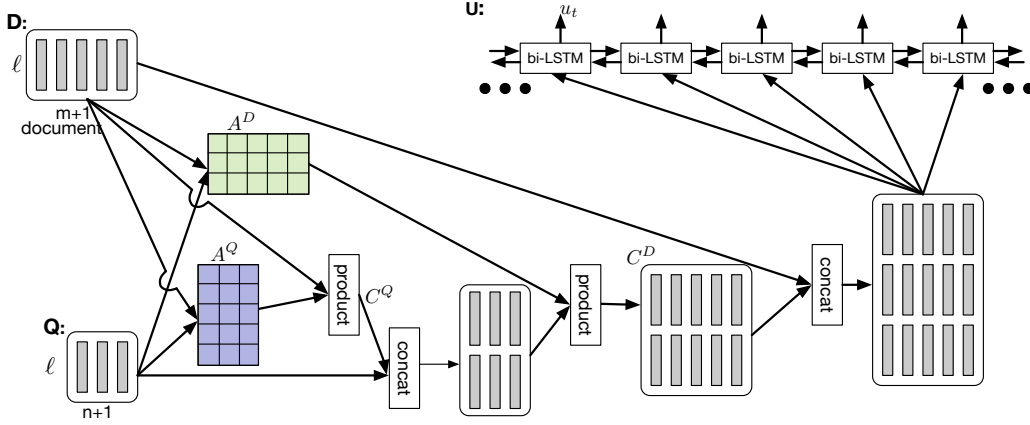 D:
U:
u_t
bi-LSTM bi-LSTM bi-LSTM bi-LSTM bi-LSTM
ℓ
m+1
document
A^D
A^Q
product
C^Q
C^D
product
concat
Q:
ℓ
concat
n+1